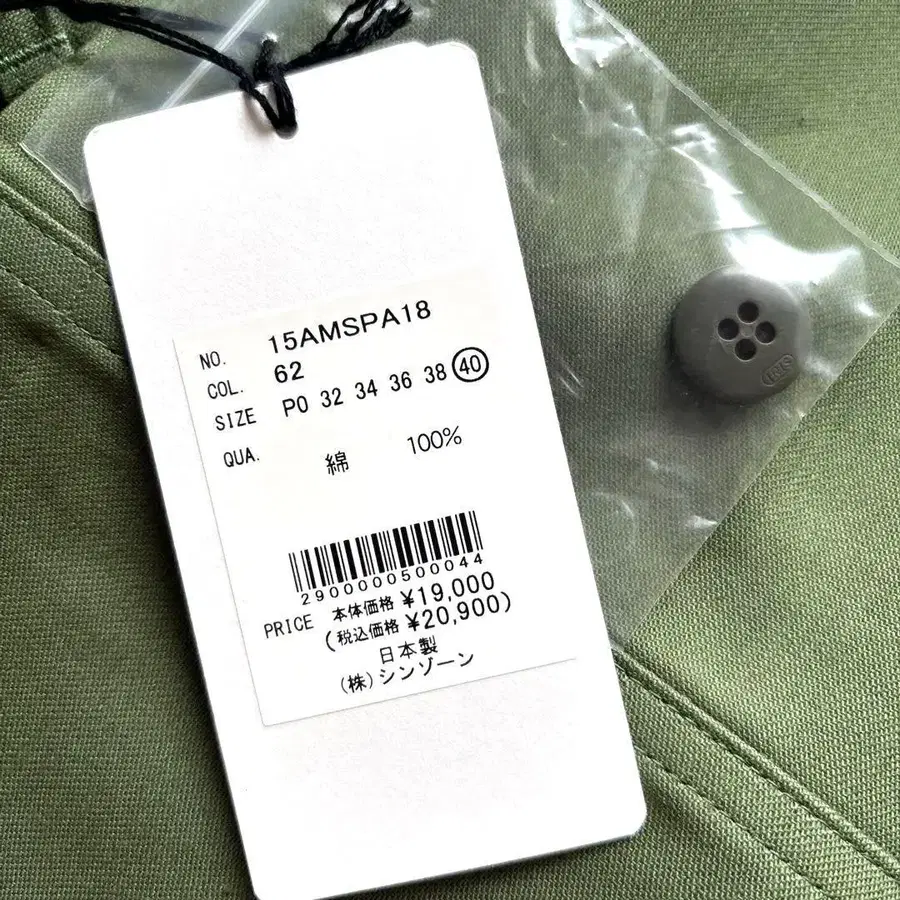 NO. 15AMSPA18
COL. 62
SIZE P0 32 34 36 38 40
QUA. 綿 100%
2900000500044
PRICE 本体価格 ¥19,000
(税込価格 ¥20,900)
日本製
(株)シンゾーン